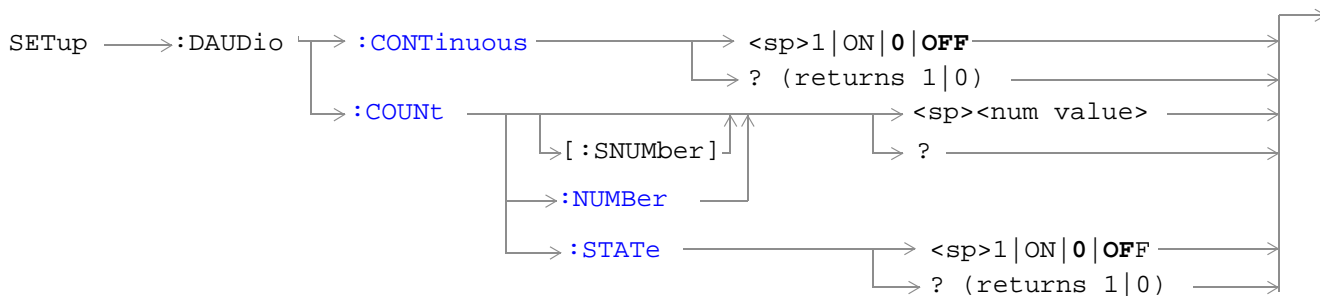 SETup :DAUDio :CONTinuous <sp>1|ON|0|OFF
? (returns 1|0)
:COUNt <sp><num value>
[:SNUMber] ?
:NUMBer
:STATe <sp>1|ON|0|OFF
? (returns 1|0)